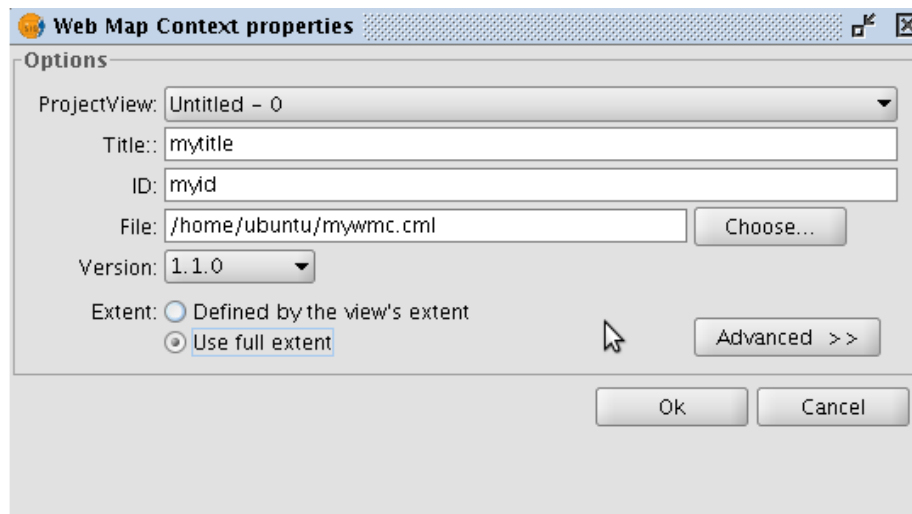 Web Map Context properties
Options
ProjectView: Untitled - 0
Title:: mytitle
ID: myid
File: /home/ubuntu/mywmc.cml Choose...
Version: 1.1.0
Extent: Defined by the view's extent
Use full extent
Advanced >>
Ok Cancel